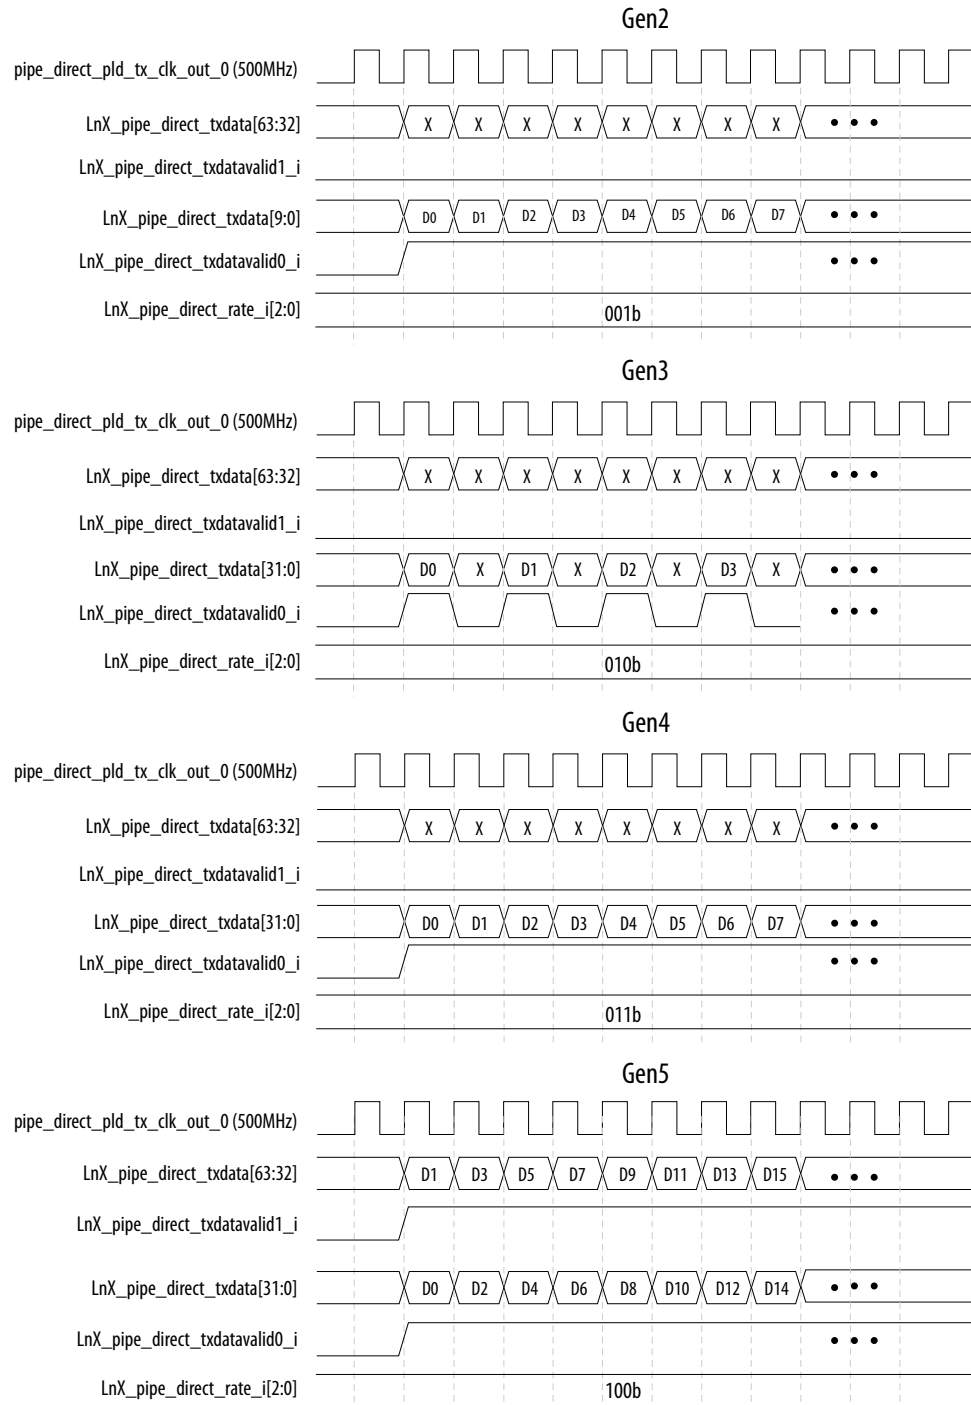 Gen2
pipe_direct_pld_tx_clk_out_0 (500MHz)
LnX_pipe_direct_txdata[63:32] X X X X X X X X • • •
LnX_pipe_direct_txdatavalid1_i
LnX_pipe_direct_txdata[9:0] D0 D1 D2 D3 D4 D5 D6 D7 • • •
LnX_pipe_direct_txdatavalid0_i • • •
LnX_pipe_direct_rate_i[2:0] 001b
Gen3
pipe_direct_pld_tx_clk_out_0 (500MHz)
LnX_pipe_direct_txdata[63:32] X X X X X X X X • • •
LnX_pipe_direct_txdatavalid1_i
LnX_pipe_direct_txdata[31:0] D0 X D1 X D2 X D3 X • • •
LnX_pipe_direct_txdatavalid0_i • • •
LnX_pipe_direct_rate_i[2:0] 010b
Gen4
pipe_direct_pld_tx_clk_out_0 (500MHz)
LnX_pipe_direct_txdata[63:32] X X X X X X X X • • •
LnX_pipe_direct_txdatavalid1_i
LnX_pipe_direct_txdata[31:0] D0 D1 D2 D3 D4 D5 D6 D7 • • •
LnX_pipe_direct_txdatavalid0_i • • •
LnX_pipe_direct_rate_i[2:0] 011b
Gen5
pipe_direct_pld_tx_clk_out_0 (500MHz)
LnX_pipe_direct_txdata[63:32] D1 D3 D5 D7 D9 D11 D13 D15 • • •
LnX_pipe_direct_txdatavalid1_i
LnX_pipe_direct_txdata[31:0] D0 D2 D4 D6 D8 D10 D12 D14 • • •
LnX_pipe_direct_txdatavalid0_i • • •
LnX_pipe_direct_rate_i[2:0] 100b